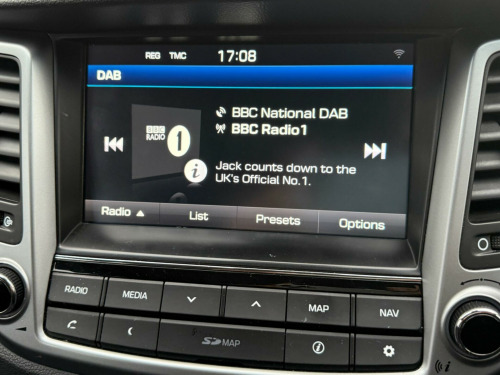 REG TMC 17:08
DAB
BBC National DAB
BBC RADIO 1
BBC Radio1
i
Jack counts down to the
UK's Official No.1.
Radio ▲ List Presets Options
RADIO MEDIA MAP NAV
SD MAP i